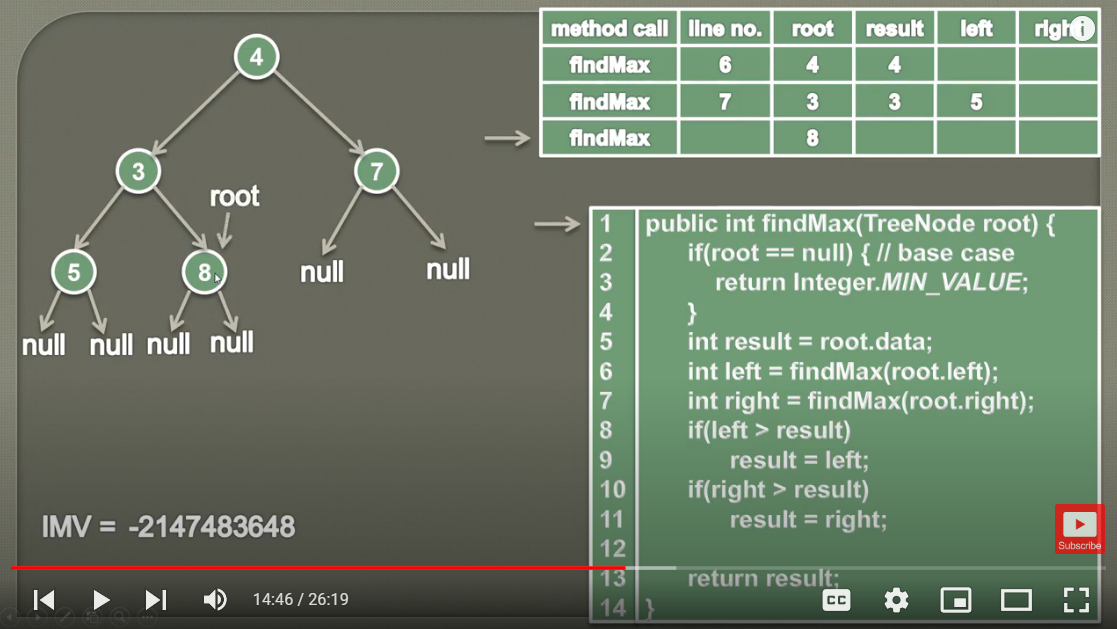 method call line no. root result left righ
findMax 6 4 4
findMax 7 3 3 5
findMax 8
4
3
7
root
5
8
null
null
null
null
null
null
IMV = -2147483648
1 public int findMax(TreeNode root) {
2 if(root == null) { // base case
3 return Integer.MIN_VALUE;
4 }
5 int result = root.data;
6 int left = findMax(root.left);
7 int right = findMax(root.right);
8 if(left > result)
9 result = left;
10 if(right > result)
11 result = right;
12
13 return result;
14 }
Subscribe
14:46 / 26:19
CC